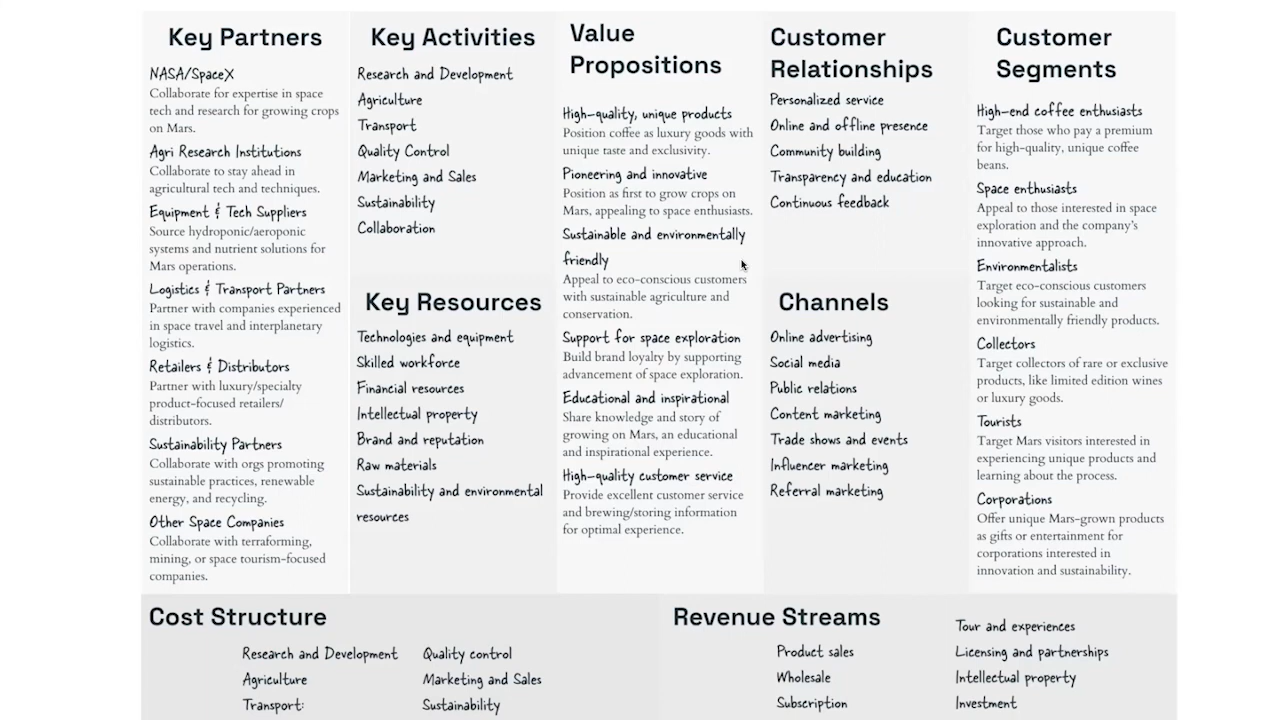 Key Partners
NASA/SpaceX
Collaborate for expertise in space
tech and research for growing crops
on Mars.
Agri Research Institutions
Collaborate to stay ahead in
agricultural tech and techniques.
Equipment & Tech Suppliers
Source hydroponic/aeroponic
systems and nutrient solutions for
Mars operations.
Logistics & Transport Partners
Partner with companies experienced
in space travel and interplanetary
logistics.
Retailers & Distributors
Partner with luxury/specialty
product-focused retailers/
distributors.
Sustainability Partners
Collaborate with orgs promoting
sustainable practices, renewable
energy, and recycling.
Other Space Companies
Collaborate with terraforming,
mining, or space tourism-focused
companies.
Key Activities
Research and Development
Agriculture
Transport
Quality Control
Marketing and Sales
Sustainability
Collaboration
Key Resources
Technologies and equipment
Skilled workforce
Financial resources
Intellectual property
Brand and reputation
Raw materials
Sustainability and environmental
resources
Value
Propositions
High-quality, unique products
Position coffee as luxury goods with
unique taste and exclusivity.
Pioneering and innovative
Position as first to grow crops on
Mars, appealing to space enthusiasts.
Sustainable and environmentally
friendly
Appeal to eco-conscious customers
with sustainable agriculture and
conservation.
Support for space exploration
Build brand loyalty by supporting
advancement of space exploration.
Educational and inspirational
Share knowledge and story of
growing on Mars, an educational
and inspirational experience.
High-quality customer service
Provide excellent customer service
and brewing/storing information
for optimal experience.
Customer
Relationships
Personalized service
Online and offline presence
Community building
Transparency and education
Continuous feedback
Channels
Online advertising
Social media
Public relations
Content marketing
Trade shows and events
Influencer marketing
Referral marketing
Customer
Segments
High-end coffee enthusiasts
Target those who pay a premium
for high-quality, unique coffee
beans.
Space enthusiasts
Appeal to those interested in space
exploration and the company's
innovative approach.
Environmentalists
Target eco-conscious customers
looking for sustainable and
environmentally friendly products.
Collectors
Target collectors of rare or exclusive
products, like limited edition wines
or luxury goods.
Tourists
Target Mars visitors interested in
experiencing unique products and
learning about the process.
Corporations
Offer unique Mars-grown products
as gifts or entertainment for
corporations interested in
innovation and sustainability.
Cost Structure
Research and Development
Agriculture
Transport:
Quality control
Marketing and Sales
Sustainability
Revenue Streams
Product sales
Wholesale
Subscription
Tour and experiences
Licensing and partnerships
Intellectual property
Investment